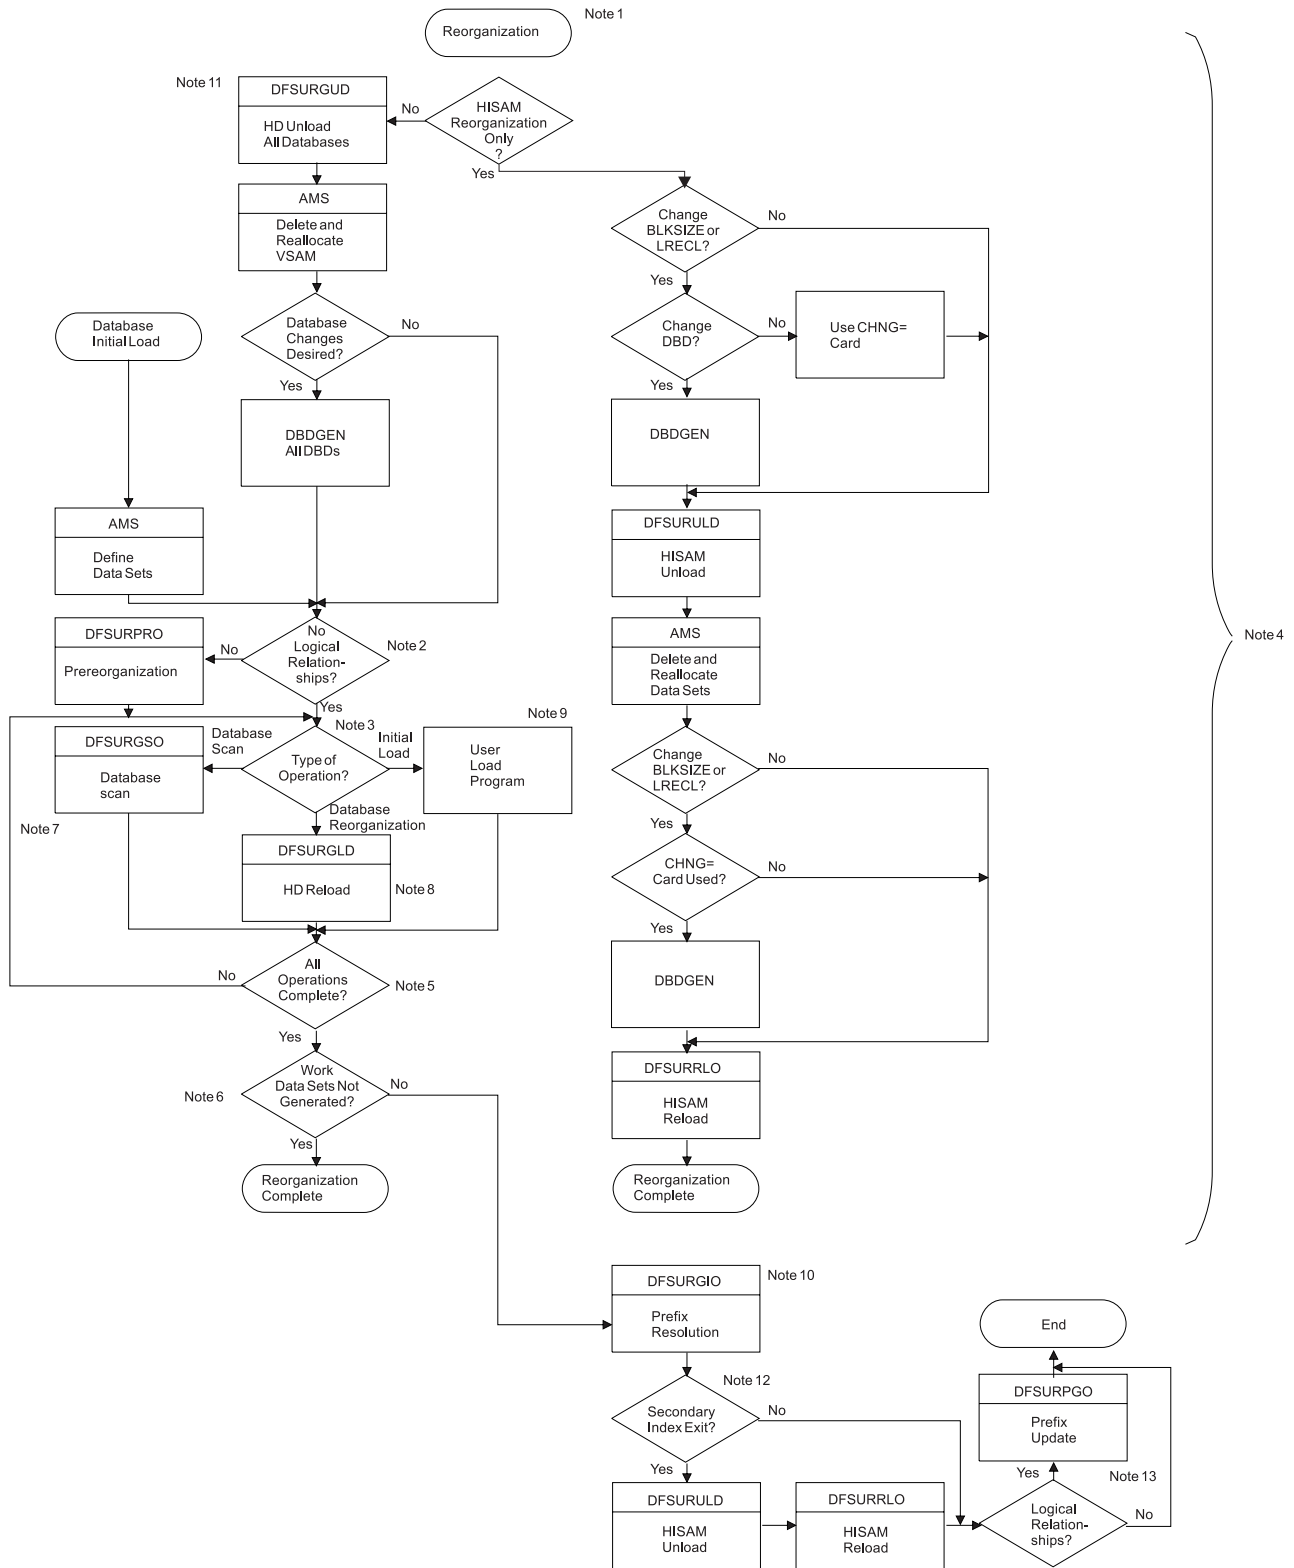 Note 1
Reorganization
Note 11
DFSURGUD
HD Unload
All Databases
No
HISAM
Reorganization
Only
?
Yes
AMS
Delete and
Reallocate
VSAM
Change
BLKSIZE or
LRECL?
No
Yes
Database
Initial Load
Database
Changes
Desired?
No
Yes
Change
DBD?
No
Use CHNG=
Card
Yes
DBDGEN
All DBDs
DBDGEN
AMS
Define
Data Sets
DFSURULD
HISAM
Unload
DFSURPRO
Prereorganization
No
No
Logical
Relation-
ships?
Note 2
Yes
AMS
Delete and
Reallocate
Data Sets
Note 4
DFSURGSO
Database
scan
Database
Scan
Note 3
Type of
Operation?
Initial
Load
Note 9
User
Load
Program
Change
BLKSIZE or
LRECL?
No
Yes
Note 7
Database
Reorganization
DFSURGLD
HD Reload
Note 8
CHNG=
Card Used?
No
Yes
No
All
Operations
Complete?
Note 5
Yes
DBDGEN
Note 6
Work
Data Sets Not
Generated?
No
Yes
DFSURRLO
HISAM
Reload
Reorganization
Complete
Reorganization
Complete
DFSURGIO
Note 10
Prefix
Resolution
End
Note 12
Secondary
Index Exit?
No
Yes
DFSURPGO
Prefix
Update
Yes
Note 13
DFSURULD
HISAM
Unload
DFSURRLO
HISAM
Reload
Logical
Relation-
ships?
No